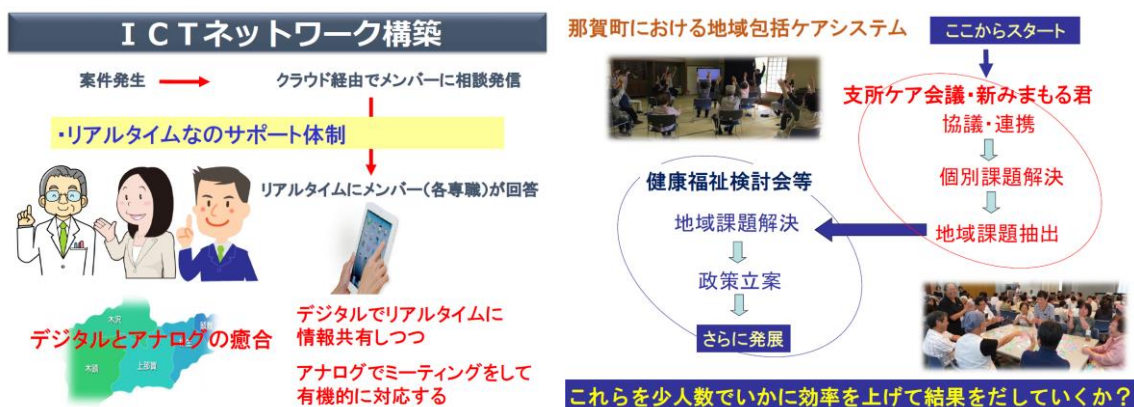 ＩＣＴネットワーク構築
案件発生
クラウド経由でメンバーに相談発信
・リアルタイムなのサポート体制
リアルタイムにメンバー（各専職）が回答
デジタルとアナログの癒合
木沢
木頭
上那賀
デジタルでリアルタイムに
情報共有しつつ
アナログでミーティングをして
有機的に対応する
那賀町における地域包括ケアシステム
ここからスタート
支所ケア会議・新みまもる君
協議・連携
個別課題解決
地域課題抽出
健康福祉検討会等
地域課題解決
政策立案
さらに発展
これらを少人数でいかに効率を上げて結果をだしていくか？